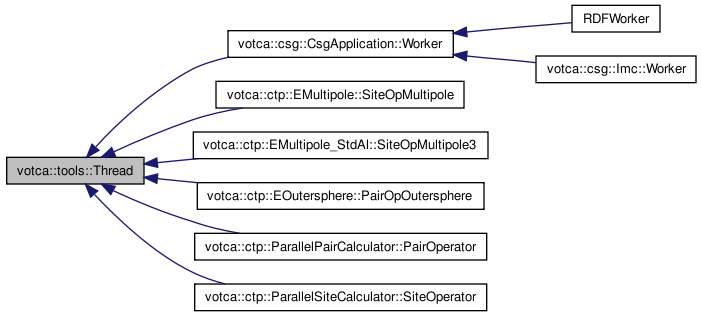 RDFWorker
votca::csg::CsgApplication::Worker
votca::csg::Imc::Worker
votca::ctp::EMultipole::SiteOpMultipole
votca::ctp::EMultipole_StdAl::SiteOpMultipole3
votca::tools::Thread
votca::ctp::EOutersphere::PairOpOutersphere
votca::ctp::ParallelPairCalculator::PairOperator
votca::ctp::ParallelSiteCalculator::SiteOperator